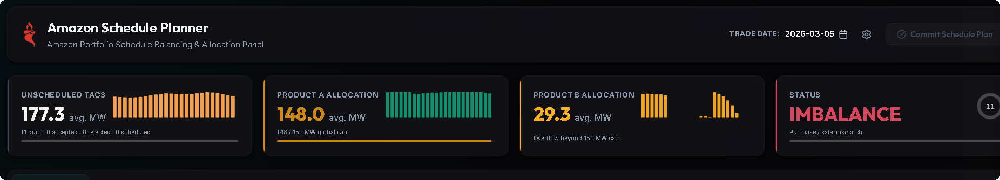 Amazon Schedule Planner
Amazon Portfolio Schedule Balancing & Allocation Panel
TRADE DATE: 2026-03-05
Commit Schedule Plan
UNSCHEDULED TAGS
177.3 avg. MW
11 draft · 0 accepted · 0 rejected · 0 scheduled
PRODUCT A ALLOCATION
148.0 avg. MW
148 / 150 MW global cap
PRODUCT B ALLOCATION
29.3 avg. MW
Overflow beyond 150 MW cap
STATUS
IMBALANCE
Purchase / sale mismatch
11